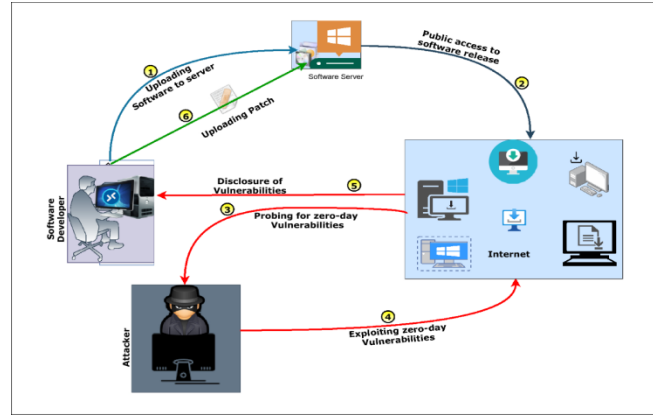 Software Server
1
Uploading
Software to server
Public access to
software release
2
6
Uploading Patch
Software
Developer
Disclosure of
Vulnerabilities
5
3
Probing for zero-day
Vulnerabilities
Internet
Attacker
4
Exploiting zero-day
Vulnerabilities